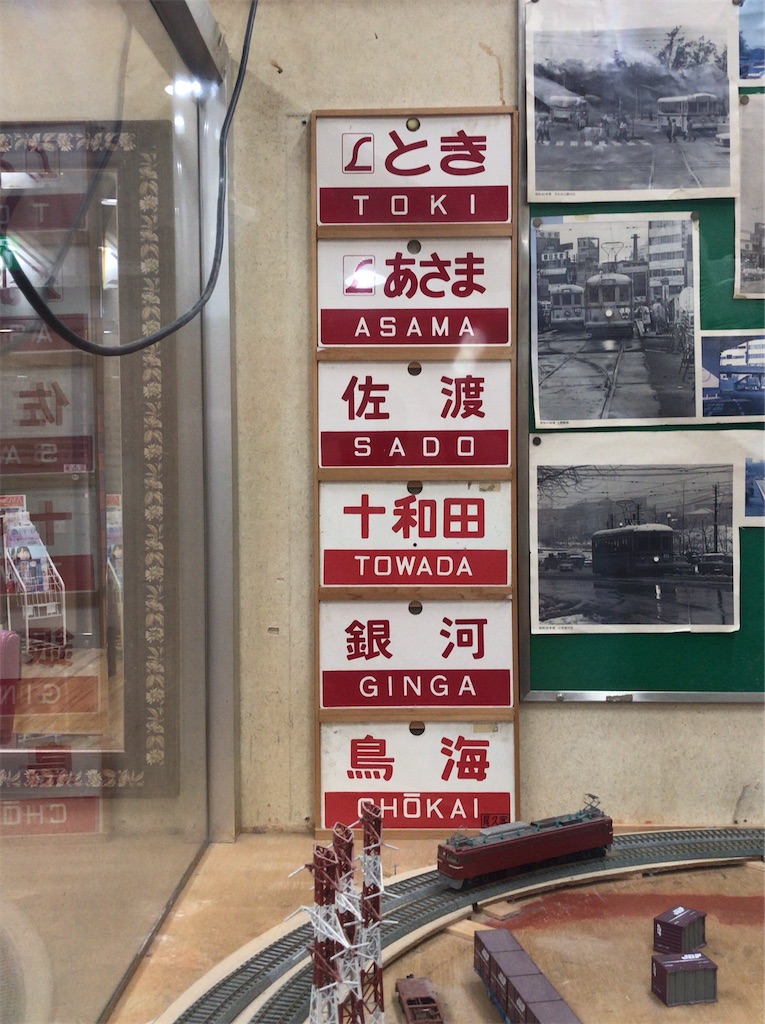 とき
TOKI
あさま
ASAMA
佐渡
SADO
十和田
TOWADA
銀河
GINGA
鳥海
CHŌKAI